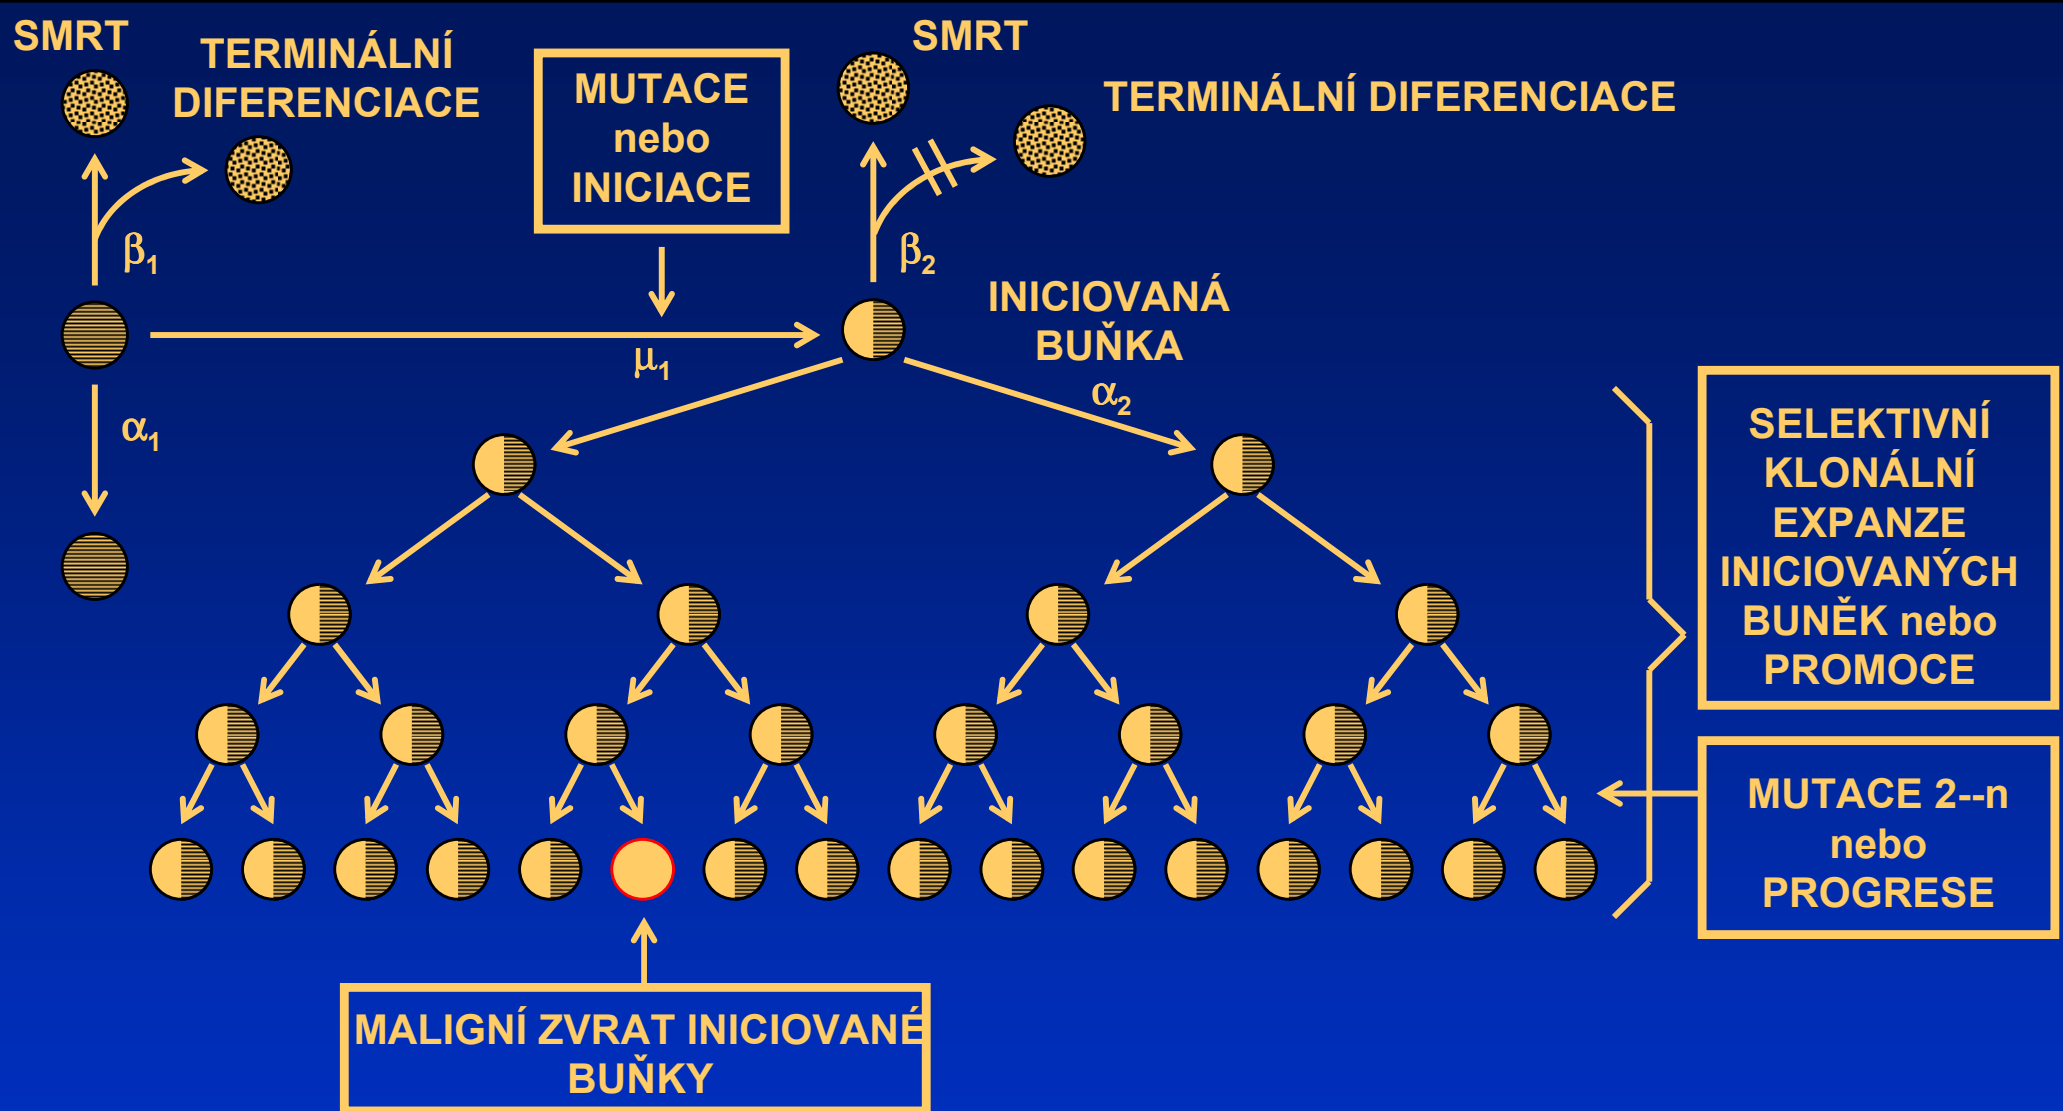 SMRT
TERMINÁLNÍ
DIFERENCIACE
MUTACE
nebo
INICIACE
SMRT
TERMINÁLNÍ DIFERENCIACE
β1
β2
INICIOVANÁ
BUŇKA
μ1
α2
α1
SELEKTIVNÍ
KLONÁLNÍ
EXPANZE
INICIOVANÝCH
BUNĚK nebo
PROMOCE
MUTACE 2--n
nebo
PROGRESE
MALIGNÍ ZVRAT INICIOVANÉ
BUŇKY